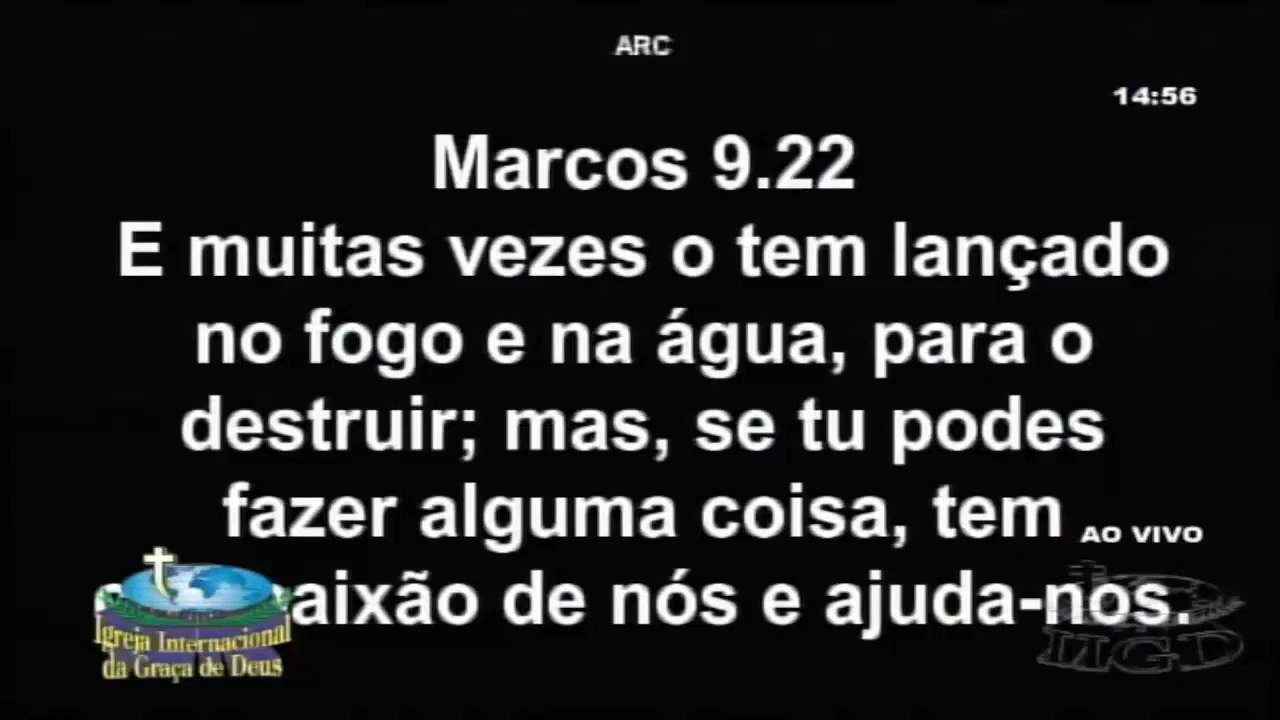 ARC
14:56
Marcos 9.22
E muitas vezes o tem lançado
no fogo e na água, para o
destruir; mas, se tu podes
fazer alguma coisa, tem
AO VIVO
aixão de nós e ajuda-nos.
Igreja Internacional
da Graça de Deus
IIGD